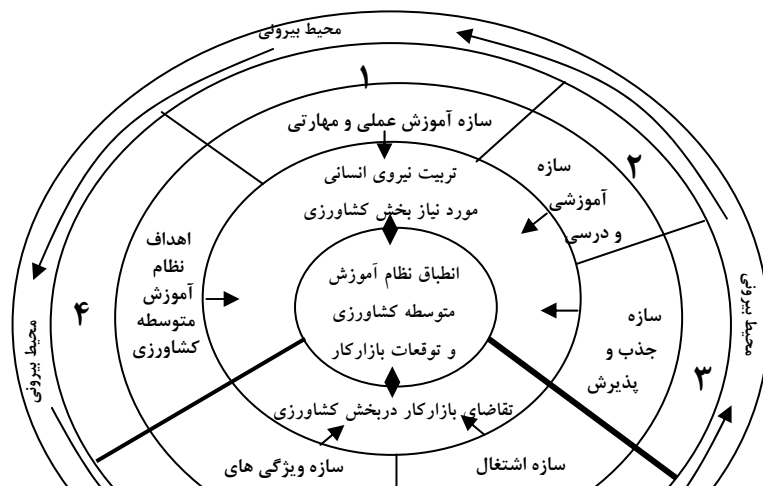 محیط بیرونی
۱
سازه آموزش عملی و مهارتی
۲
سازه
آموزشی
و درسی
تربیت نیروی انسانی
مورد نیاز بخش کشاورزی
اهداف
نظام
آموزش
متوسطه
کشاورزی
۴
محیط بیرونی
انطباق نظام آموزش
متوسطه کشاورزی
و توقعات بازارکار
سازه
جذب و
پذیرش
۳
محیط بیرونی
تقاضای بازارکار دربخش کشاورزی
سازه اشتغال
سازه ویژگی های